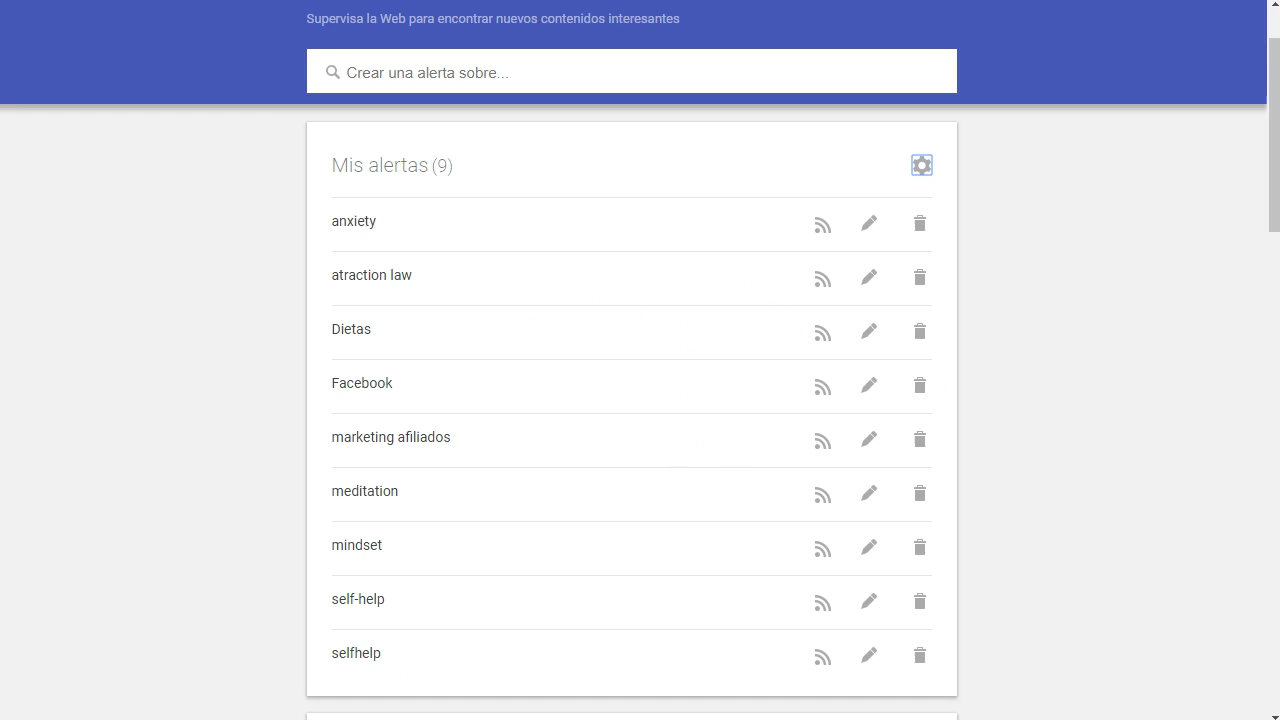 Supervisa la Web para encontrar nuevos contenidos interesantes
Crear una alerta sobre...
Mis alertas (9)
anxiety
atraction law
Dietas
Facebook
marketing afiliados
meditation
mindset
self-help
selfhelp